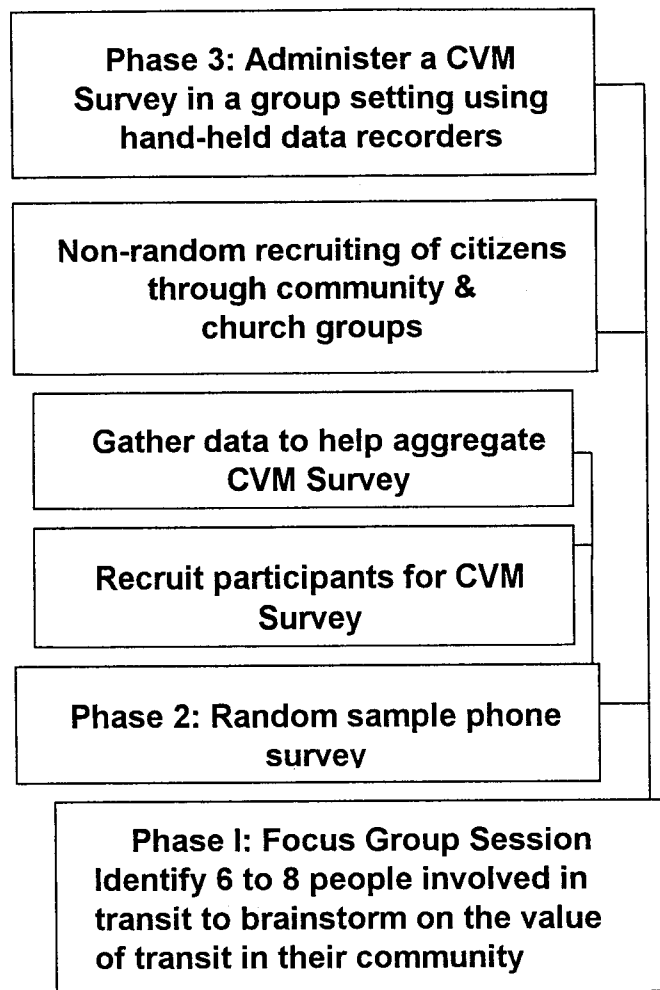 Phase 3: Administer a CVM
Survey in a group setting using
hand-held data recorders
Non-random recruiting of citizens
through community &
church groups
Gather data to help aggregate
CVM Survey
Recruit participants for CVM
Survey
Phase 2: Random sample phone
survey
Phase I: Focus Group Session
Identify 6 to 8 people involved in
transit to brainstorm on the value
of transit in their community